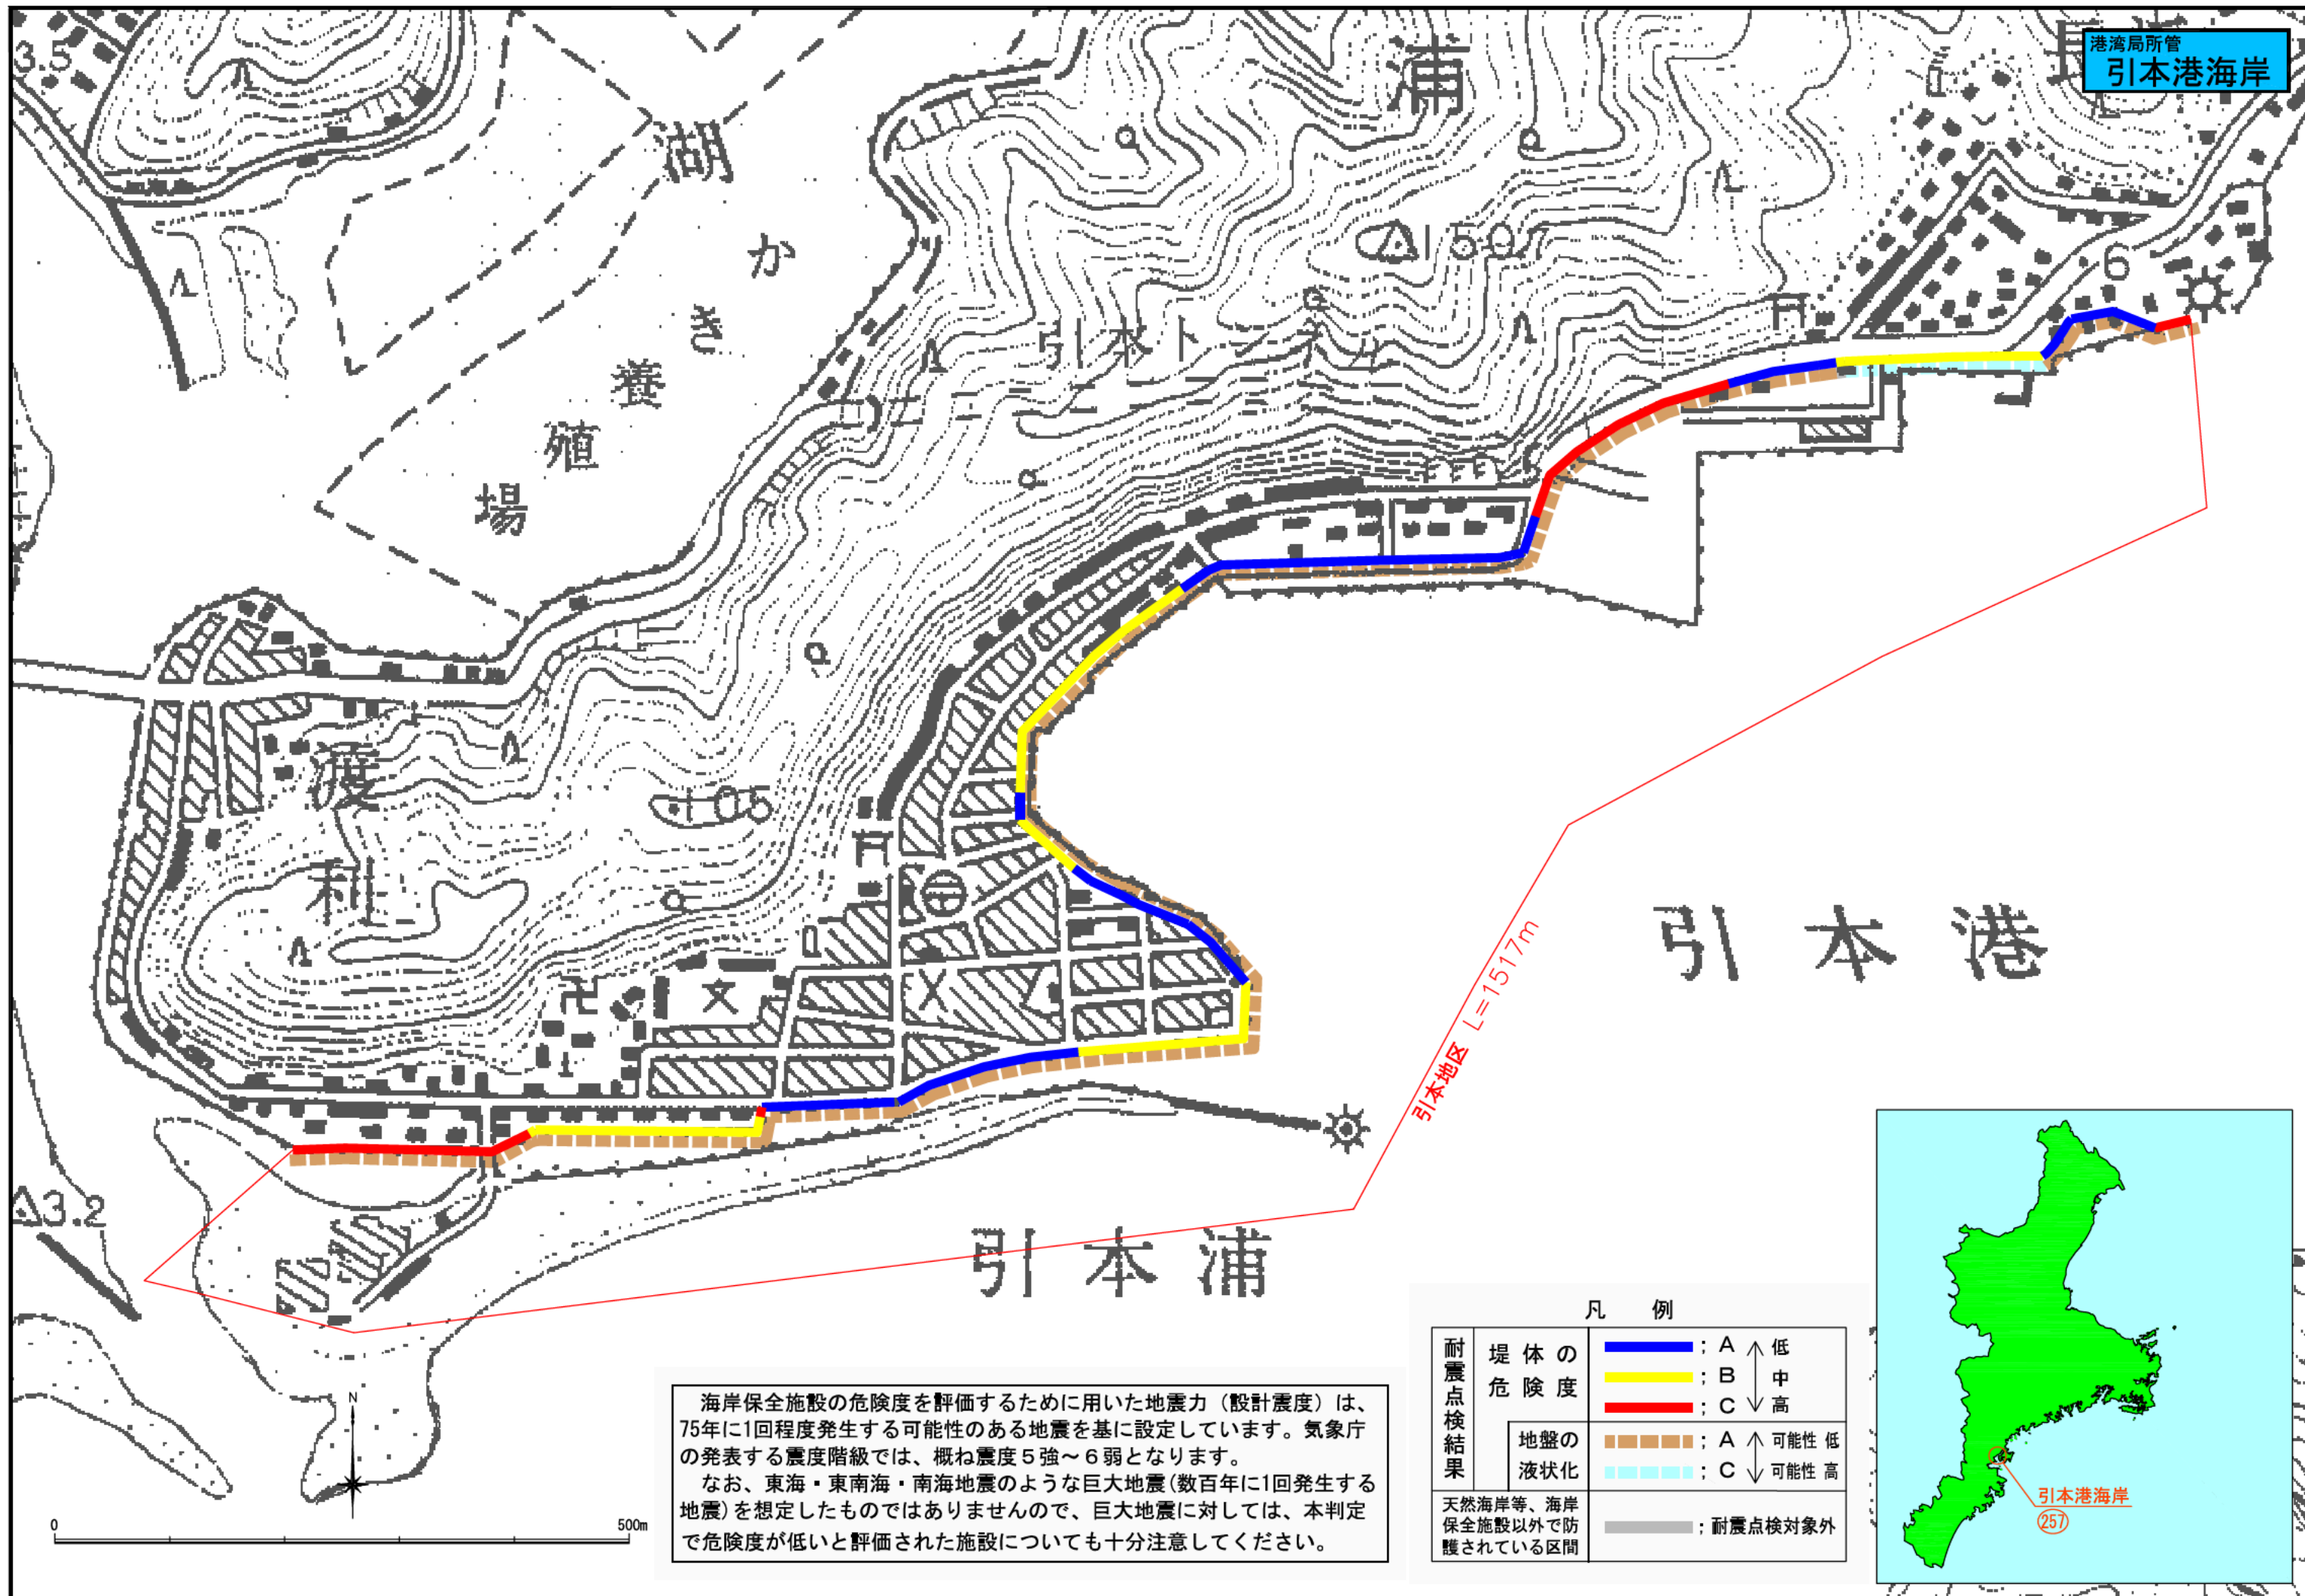 港湾局所管
引本港海岸
3.5
浦
湖
か
き
養
殖
場
150.7
引本トンネル
6
渡
利
105
文
引本港
引本地区 L=1517m
引本浦
3.2
N
0
500m
海岸保全施設の危険度を評価するために用いた地震力（設計震度）は、
75年に1回程度発生する可能性のある地震を基に設定しています。気象庁
の発表する震度階級では、概ね震度５強～６弱となります。
なお、東海・東南海・南海地震のような巨大地震(数百年に1回発生する
地震)を想定したものではありませんので、巨大地震に対しては、本判定
で危険度が低いと評価された施設についても十分注意してください。
凡　例
耐震点検結果
堤体の
危険度
；A 低
；B 中
；C 高
地盤の
液状化
；A 可能性 低
；C 可能性 高
天然海岸等、海岸
保全施設以外で防
護されている区間
；耐震点検対象外
引本港海岸
257